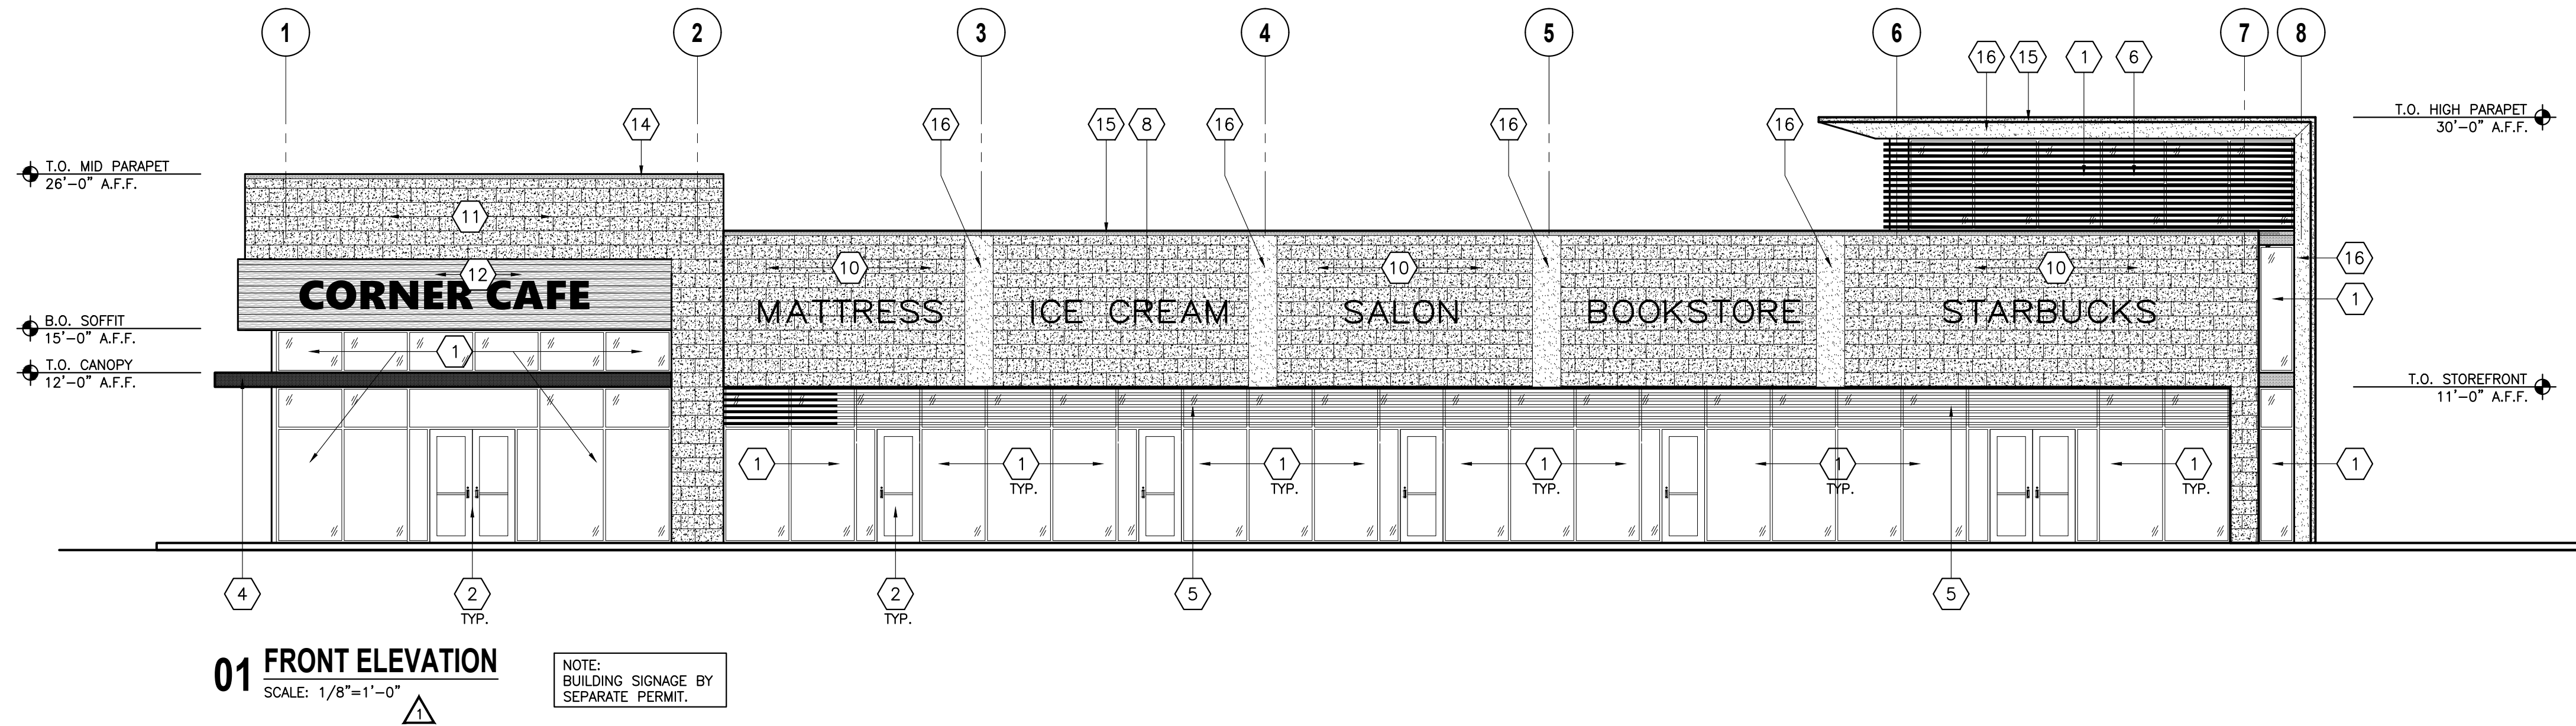 1 2 3 4 5 6 7 8
16 15 1 6
14 16 15 8 16 16 16
T.O. HIGH PARAPET
30'-0" A.F.F.
T.O. MID PARAPET
26'-0" A.F.F.
11
12
10 10 10
16
CORNER CAFE
MATTRESS ICE CREAM SALON BOOKSTORE STARBUCKS
1
B.O. SOFFIT
15'-0" A.F.F.
1
T.O. CANOPY
12'-0" A.F.F.
T.O. STOREFRONT
11'-0" A.F.F.
1 1 1 1 1 1 1
TYP. TYP. TYP. TYP. TYP.
4 2 2 5 5
TYP. TYP.
01 FRONT ELEVATION
SCALE: 1/8"=1'-0"
1
NOTE:
BUILDING SIGNAGE BY
SEPARATE PERMIT.